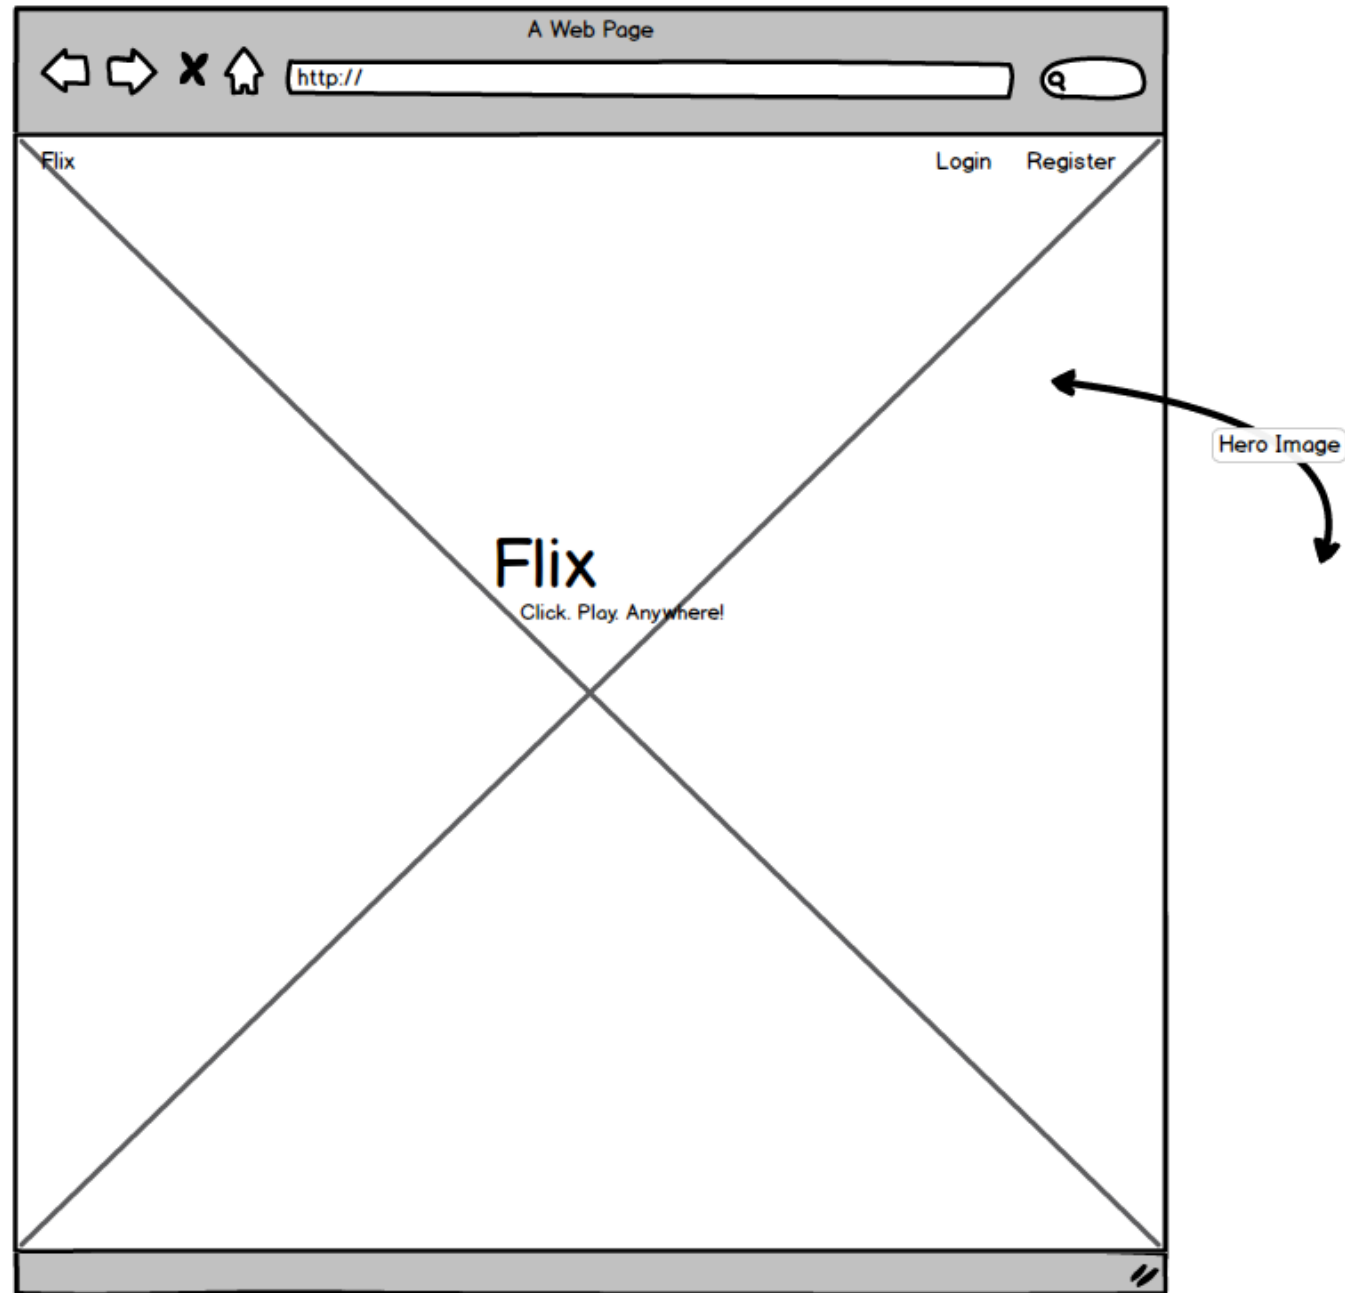 A Web Page
http://
Flix
Login
Register
Hero Image
Flix
Click. Play. Anywhere!